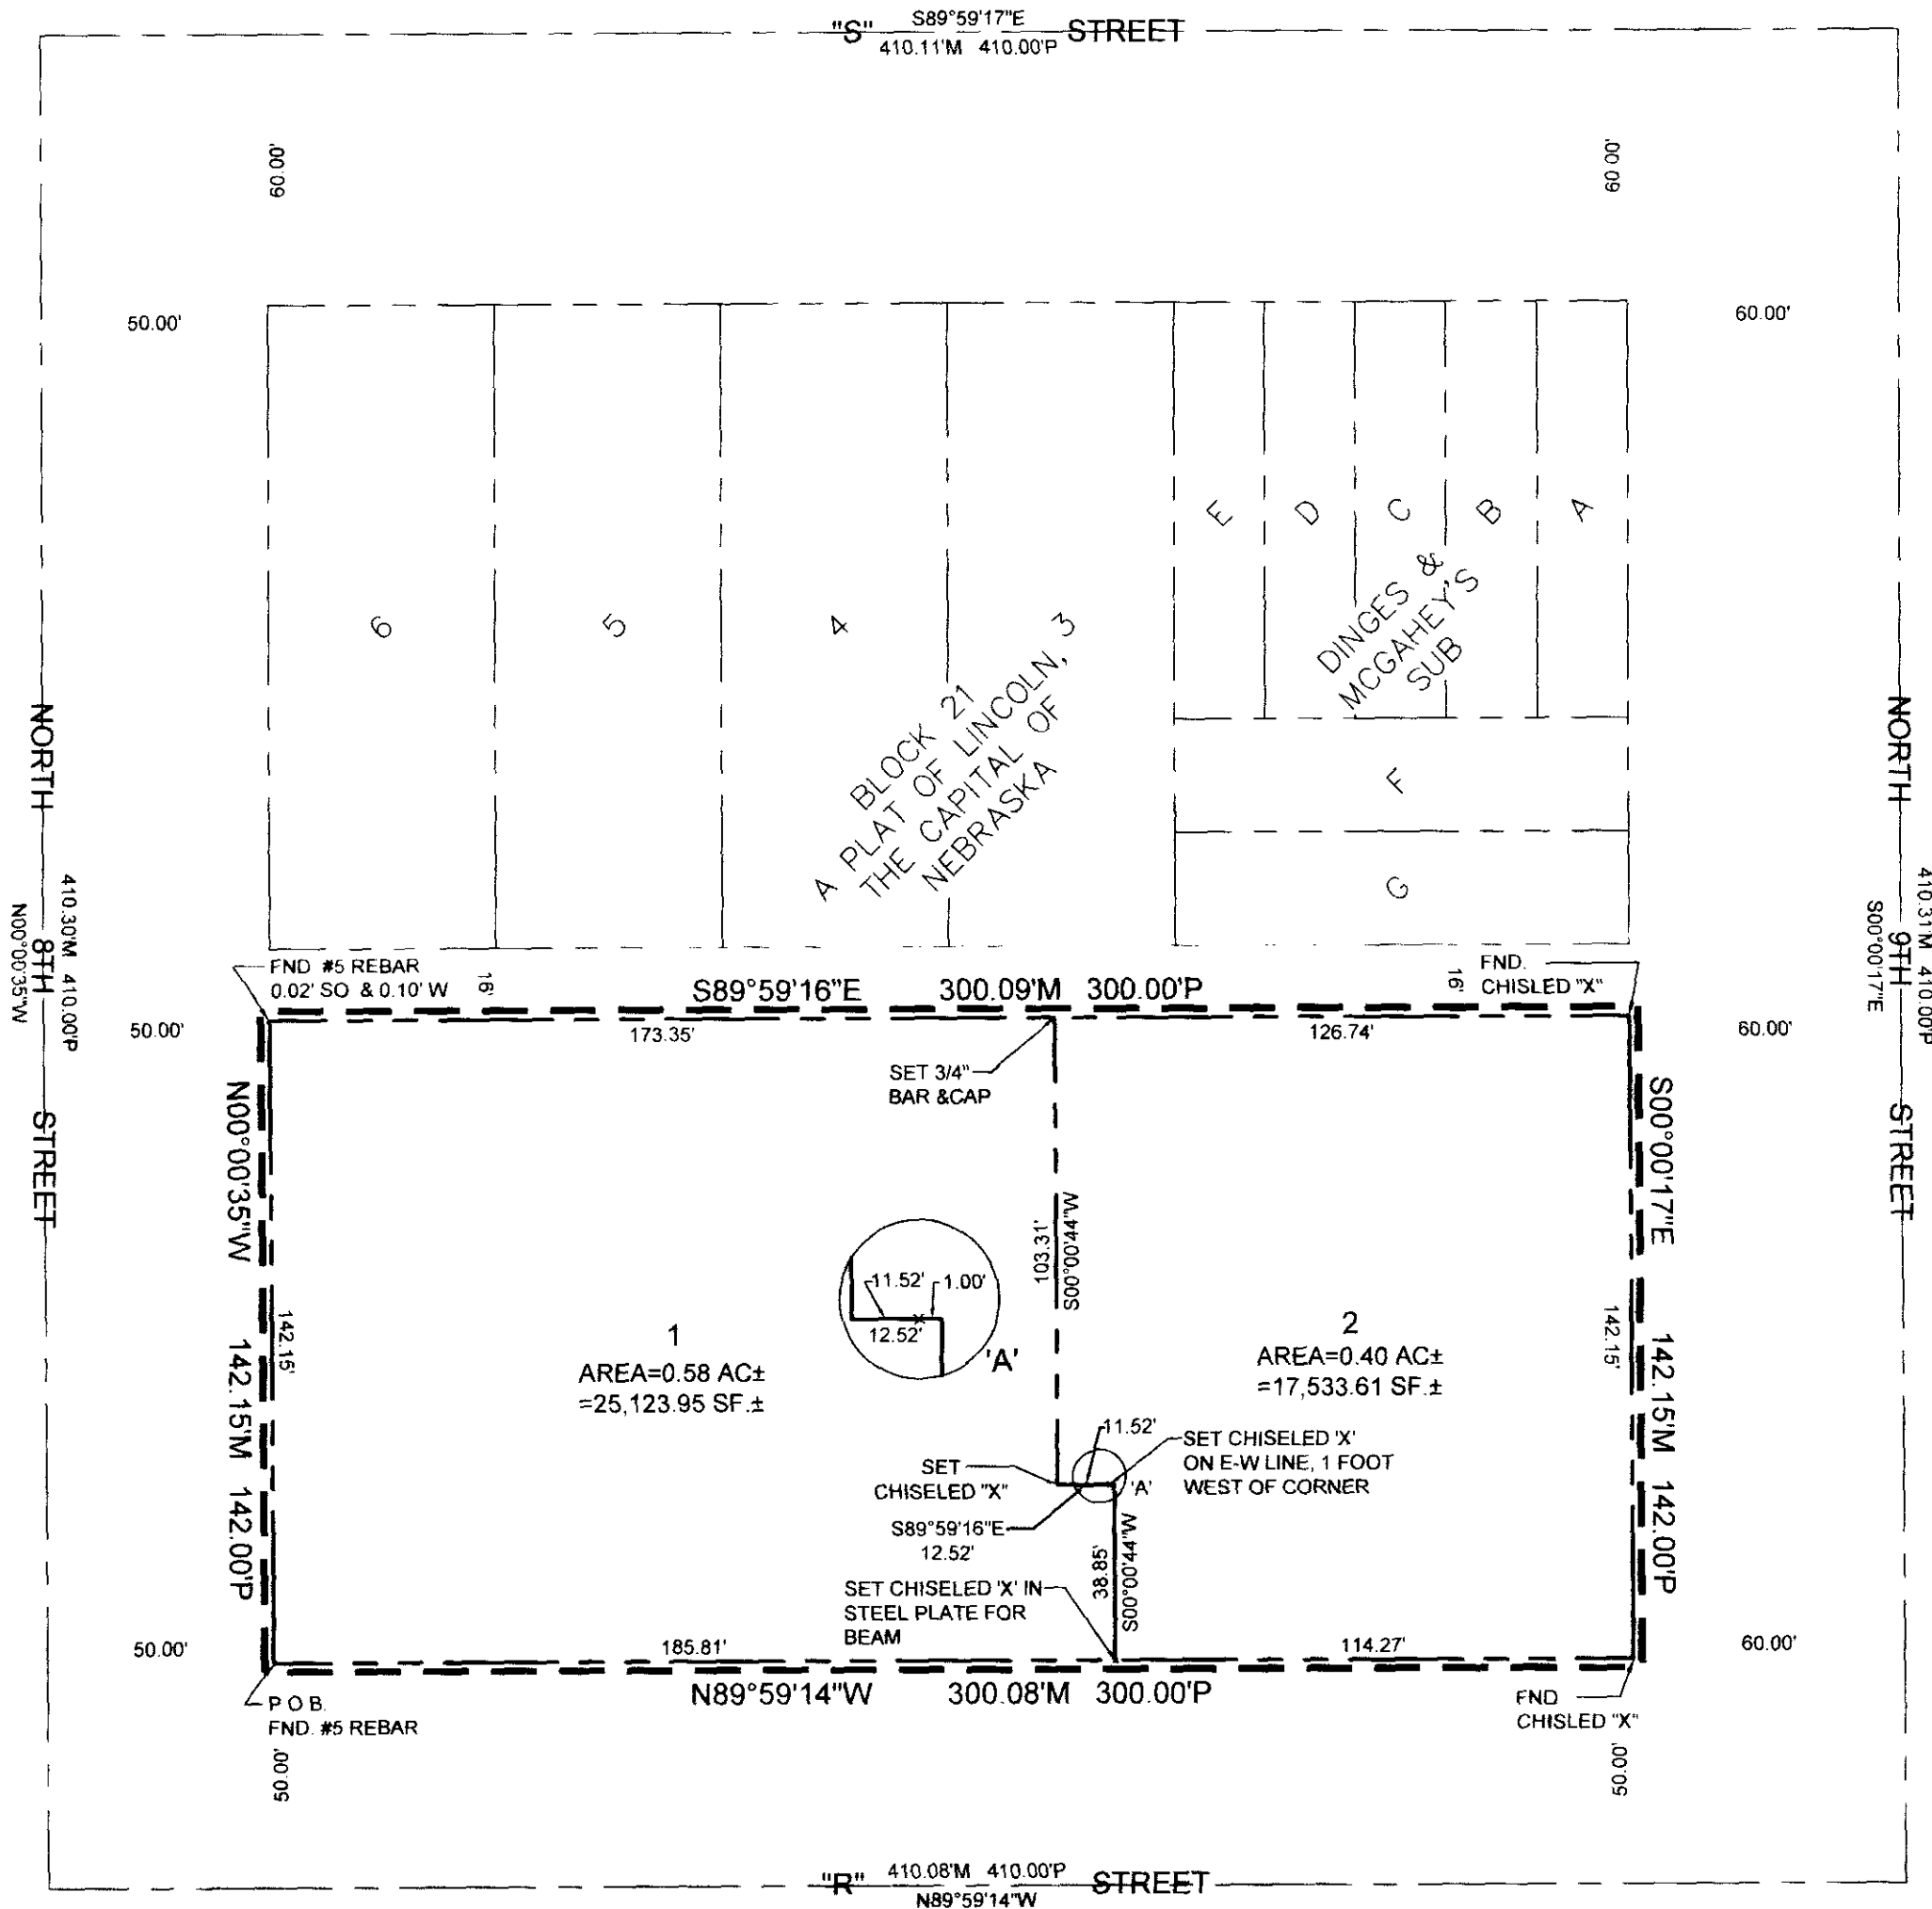 S89°59'17"E
"S" STREET
410.11'M 410.00'P
60.00'
60.00'
50.00'
60.00'
E D C B A
DINGES &
MCGAHEY'S
SUB
6 5 4 3
BLOCK 21
A PLAT OF LINCOLN,
THE CAPITAL OF
NEBRASKA
F
G
NORTH 8TH STREET
410.30'M 410.00'P
N00°00'35"W
NORTH 9TH STREET
410.31'M 410.00'P
S00°00'17"E
FND #5 REBAR
0.02' SO & 0.10' W
16'
S89°59'16"E 300.09'M 300.00'P
16'
FND.
CHISLED "X"
50.00'
173.35'
126.74'
60.00'
SET 3/4"
BAR &CAP
N00°00'35"W 142.15'M 142.00'P
142.15'
103.31'
S00°00'44"W
S00°00'17"E 142.15'M 142.00'P
142.15'
11.52' 1.00'
12.52'
'A'
1
AREA=0.58 AC±
=25,123.95 SF.±
2
AREA=0.40 AC±
=17,533.61 SF.±
11.52'
SET
CHISELED "X"
'A'
SET CHISELED 'X'
ON E-W LINE, 1 FOOT
WEST OF CORNER
S89°59'16"E
12.52'
38.85'
S00°00'44"W
SET CHISELED 'X' IN
STEEL PLATE FOR
BEAM
50.00'
185.81'
114.27'
60.00'
N89°59'14"W 300.08'M 300.00'P
P O B.
FND. #5 REBAR
FND
CHISLED "X"
50.00'
50.00'
"R" STREET
410.08'M 410.00'P
N89°59'14"W